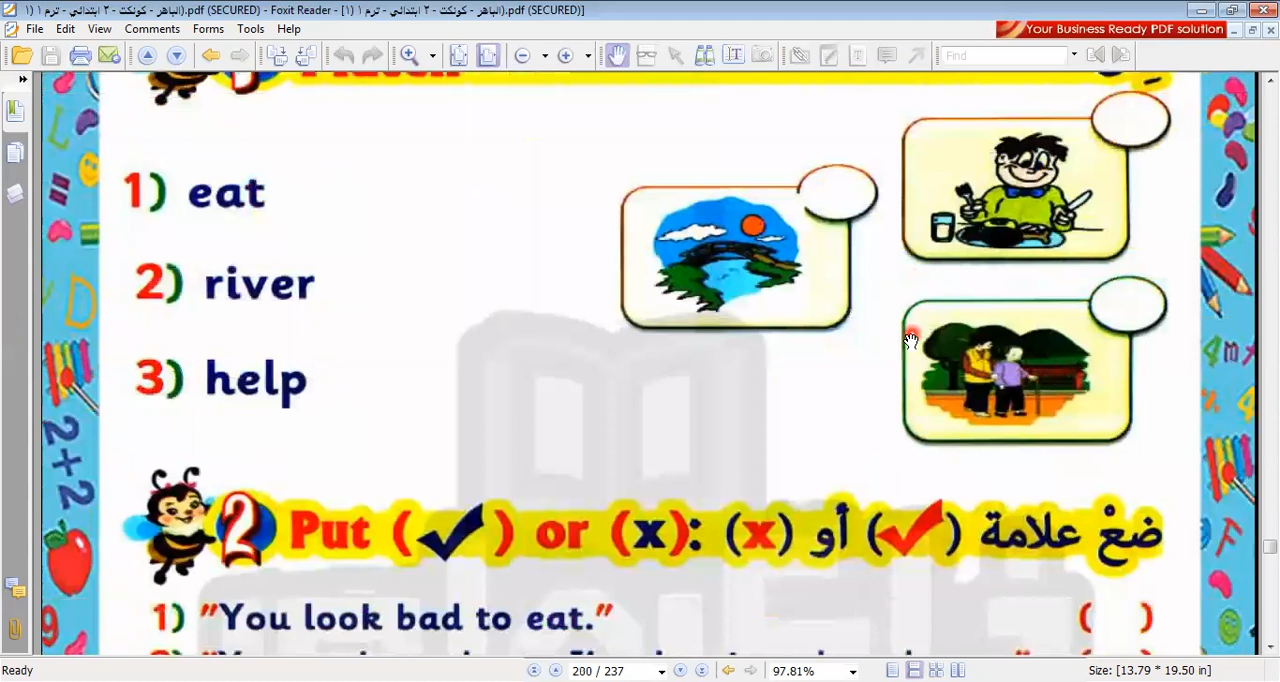 (الباهر - كونكت - ٢ ابتدائي - ترم ١ (١.pdf (SECURED) - Foxit Reader - [(الباهر - كونكت - ٢ ابتدائي - ترم ١ (١.pdf (SECURED)]
File Edit View Comments Forms Tools Help
Your Business Ready PDF solution
Find
Match
1) eat
2) river
3) help
2 Put (✓) or (x): (x) أو (✓) ضعْ علامة
1) "You look bad to eat." ( )
Ready
200 / 237
97.81%
Size: [13.79 * 19.50 in]